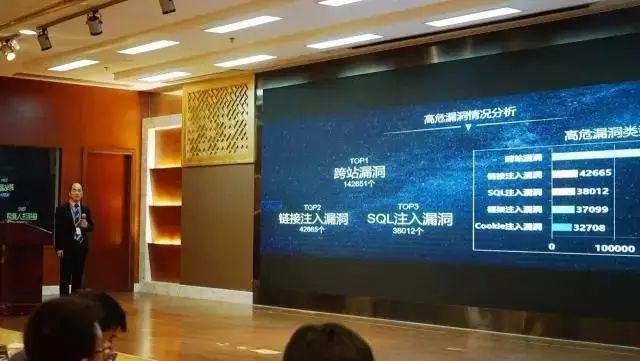 高危漏洞情况分析
TOP1
跨站漏洞
142651个
TOP2
链接注入漏洞
42665个
TOP3
SQL注入漏洞
38012个
高危漏洞类
跨站漏洞
链接注入漏洞 42665
SQL注入漏洞 38012
框架注入漏洞 37099
Cookie注入漏洞 32708
0 100000